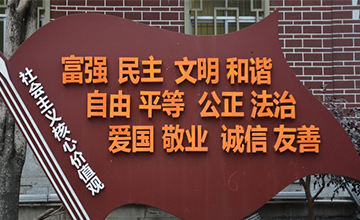 社会主义核心价值观
富强 民主 文明 和谐
自由 平等 公正 法治
爱国 敬业 诚信 友善